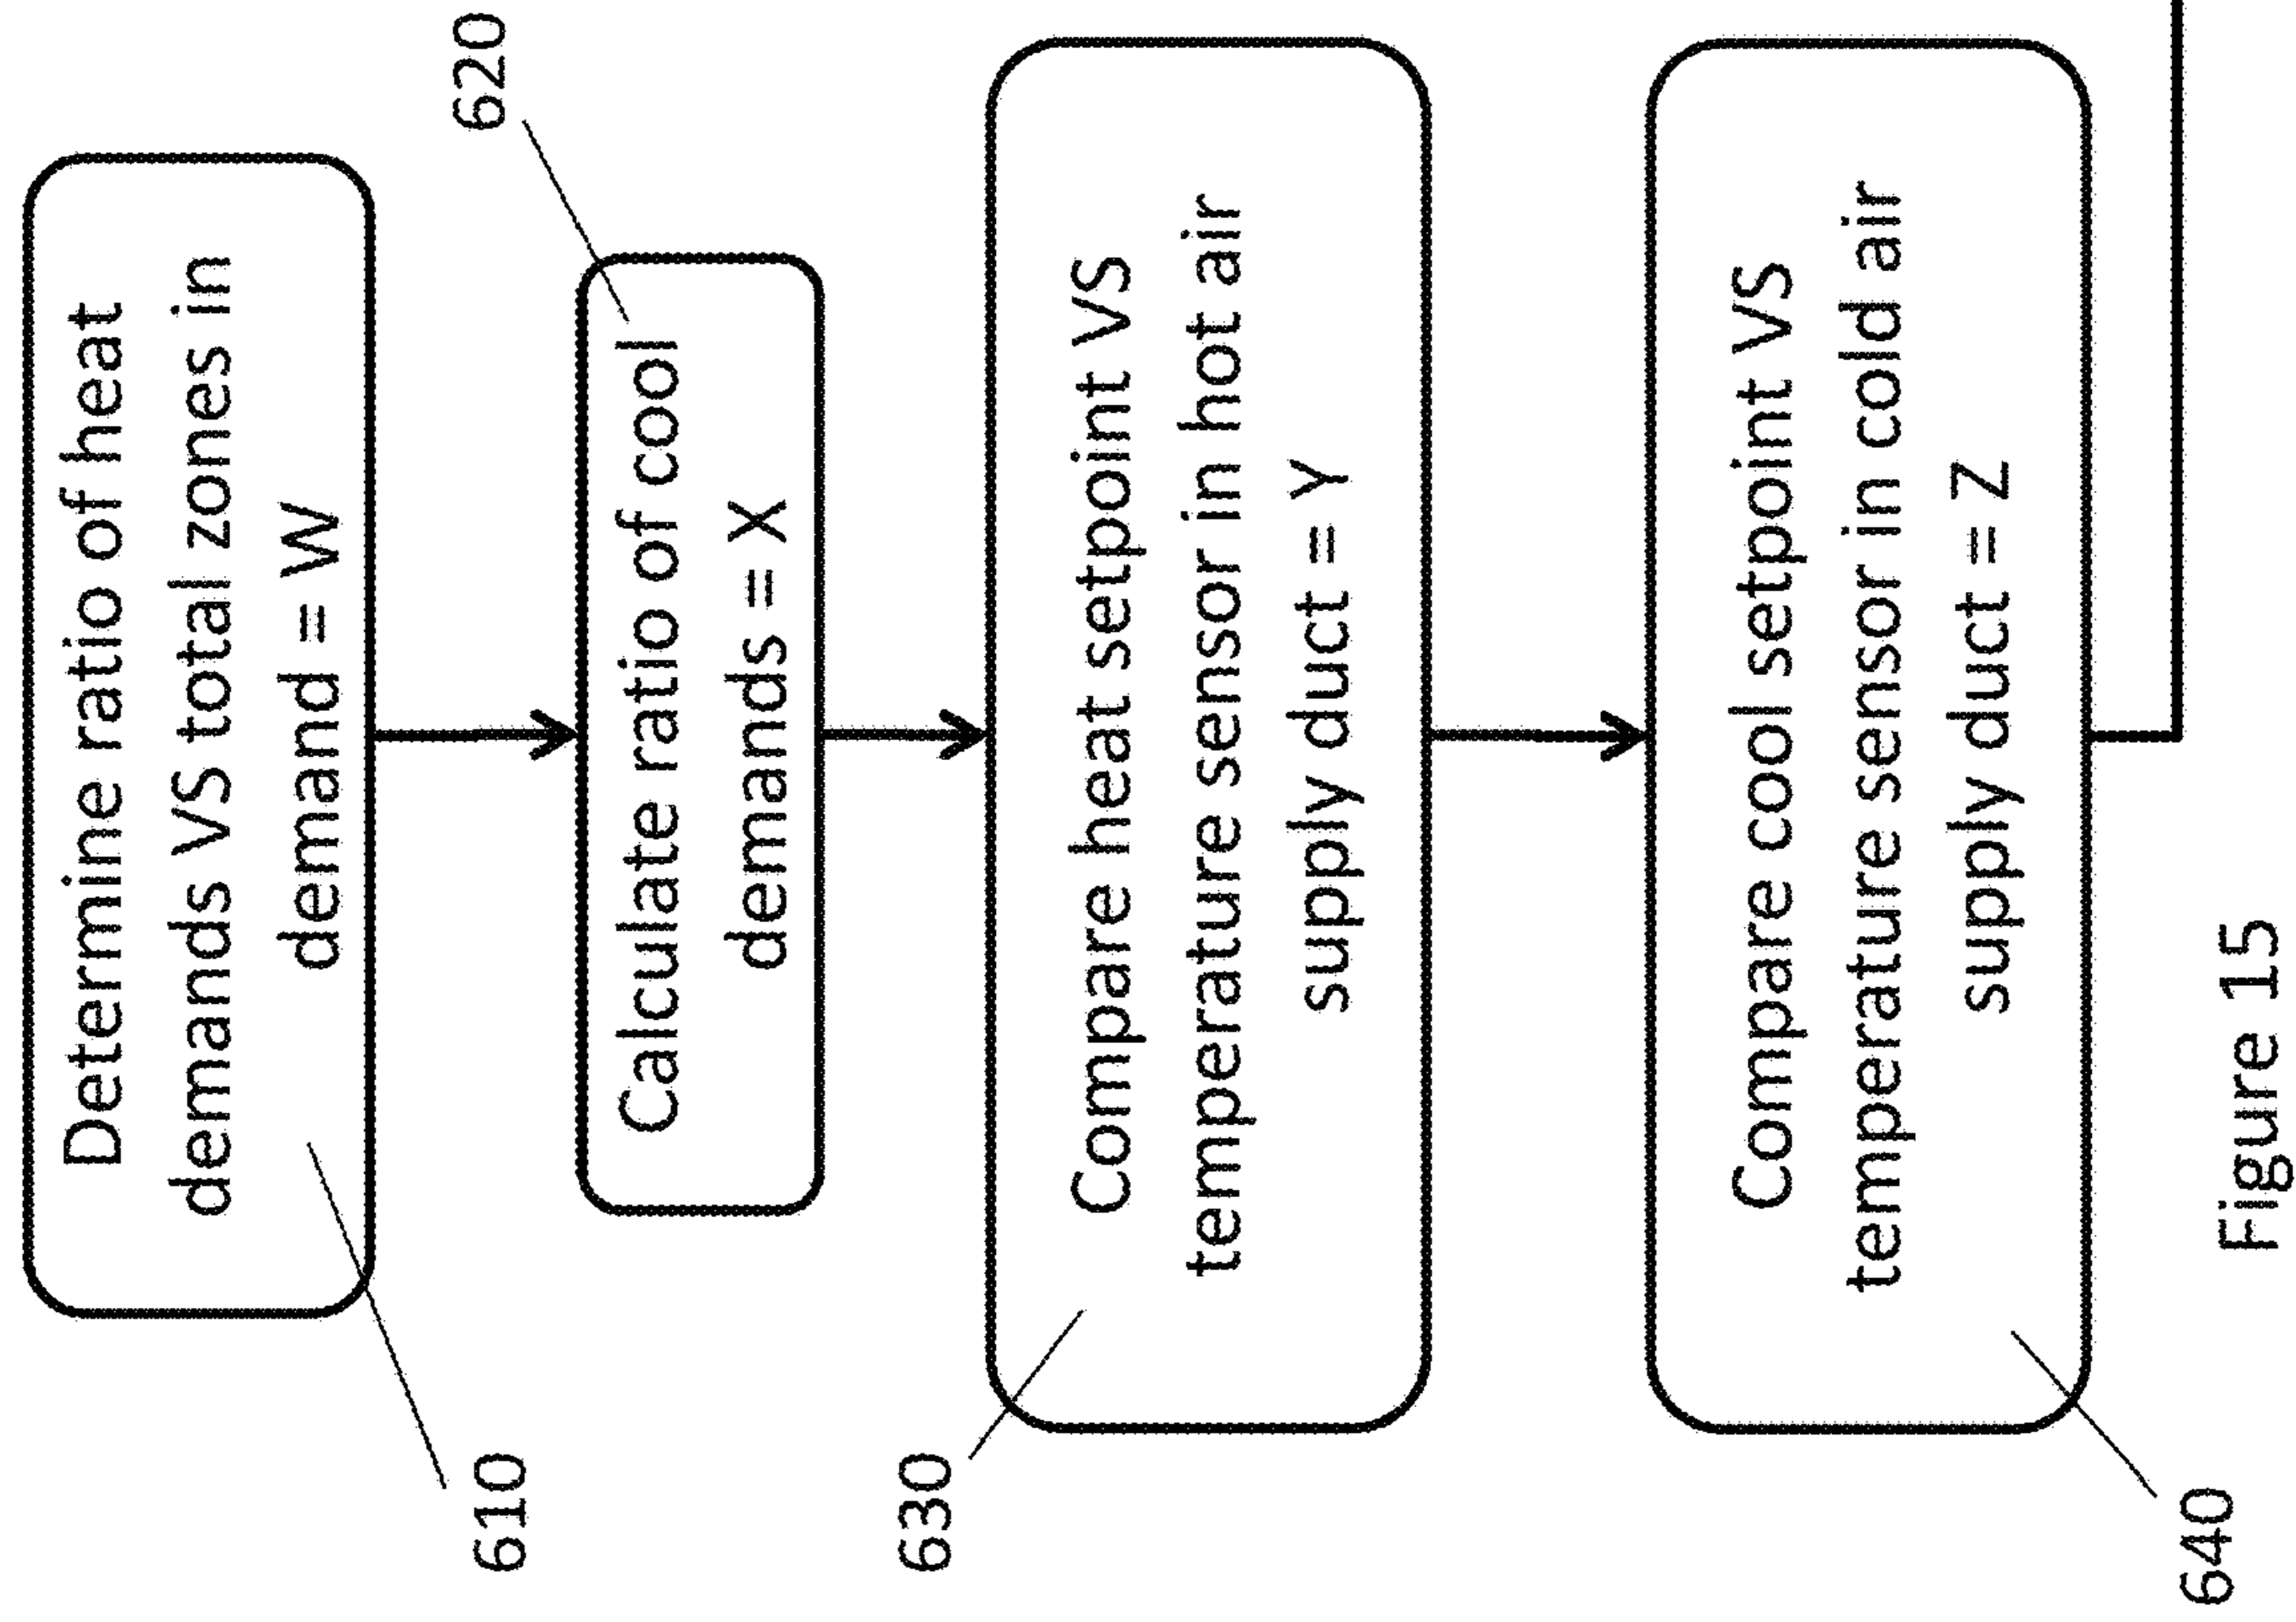 Determine ratio of heat
demands VS total zones in
demand = W
610
620
Calculate ratio of cool
demands = X
630
Compare heat setpoint VS
temperature sensor in hot air
supply duct = Y
640
Compare cool setpoint VS
temperature sensor in cold air
supply duct = Z
Figure 15